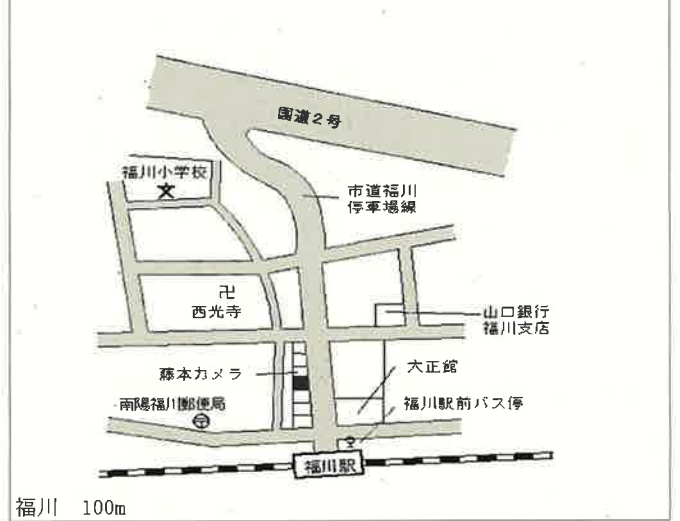 国道2号
福川小学校
市道福川
停車場線
卍
西光寺
山口銀行
福川支店
藤本カメラ
大正館
南陽福川郵便局
福川駅前バス停
福川駅
福川 100m